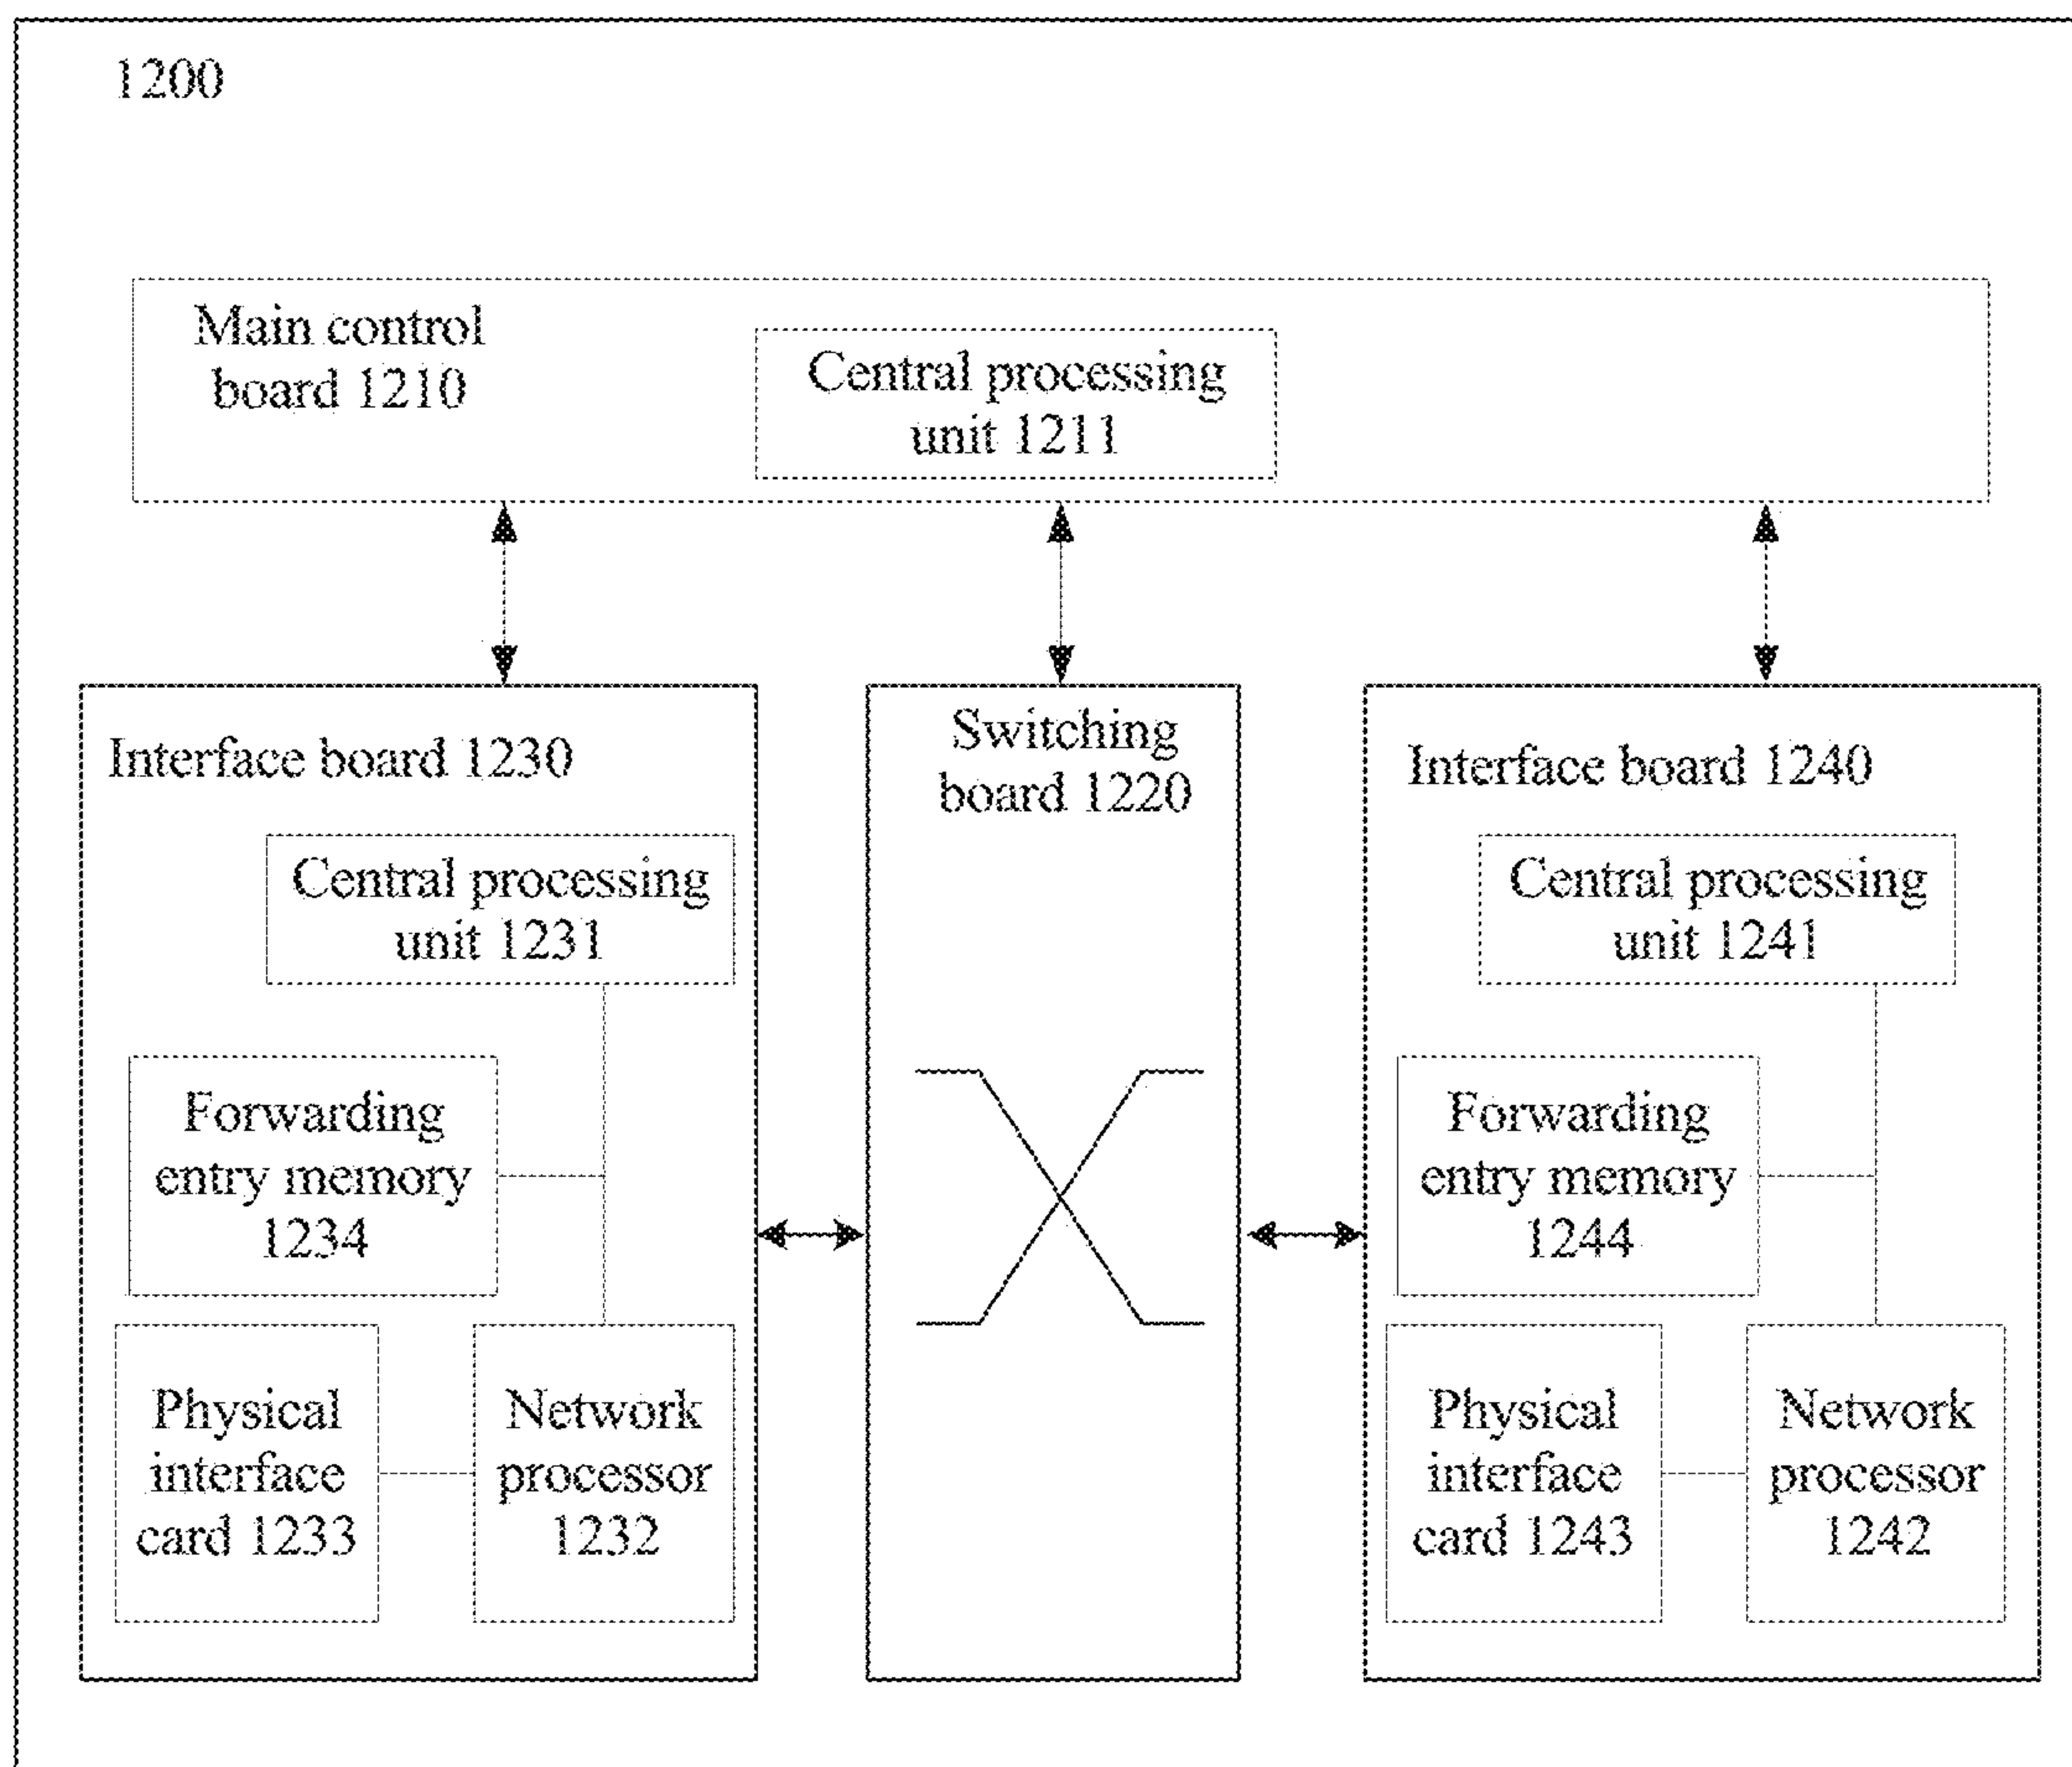 1200
Main control
board 1210
Central processing
unit 1211
Interface board 1230
Central processing
unit 1231
Forwarding
entry memory
1234
Physical
interface
card 1233
Network
processor
1232
Switching
board 1220
Interface board 1240
Central processing
unit 1241
Forwarding
entry memory
1244
Physical
interface
card 1243
Network
processor
1242